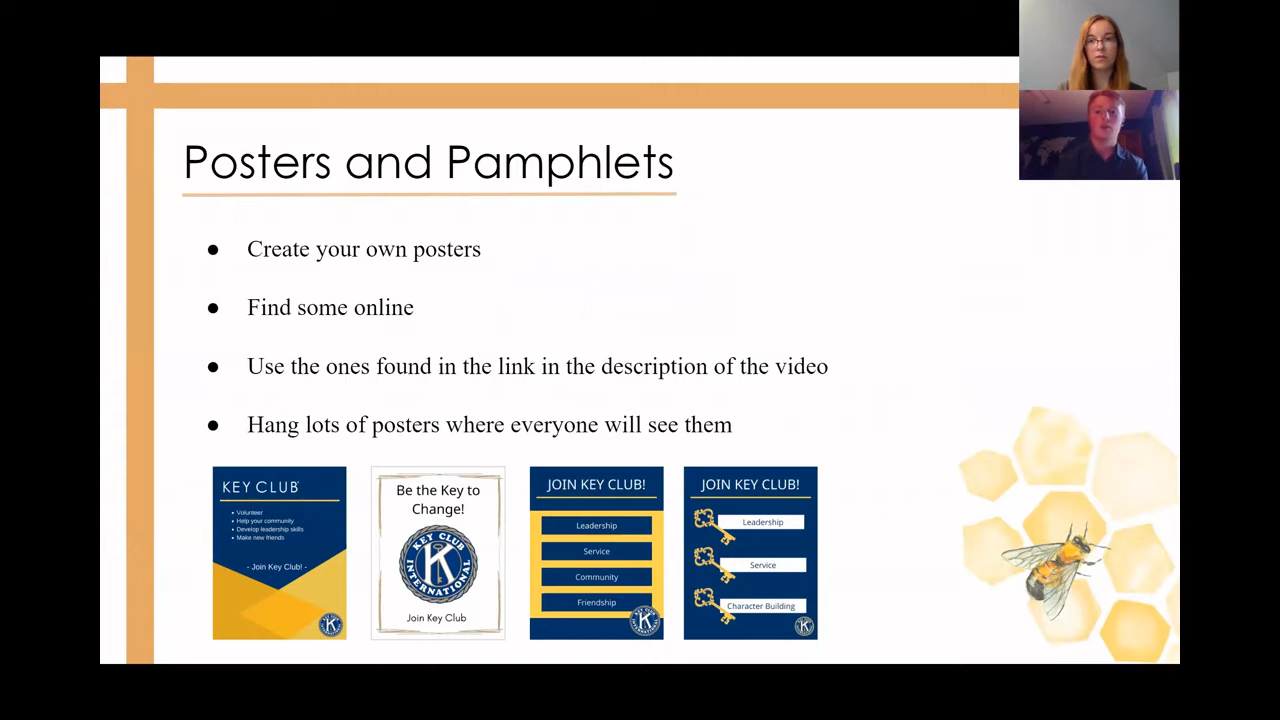 Posters and Pamphlets
● Create your own posters
● Find some online
● Use the ones found in the link in the description of the video
● Hang lots of posters where everyone will see them
KEY CLUB
• Volunteer
• Help your community
• Develop leadership skills
• Make new friends
- Join Key Club! -
K
Be the Key to
Change!
KEY CLUB
K
INTERNATIONAL
Join Key Club
JOIN KEY CLUB!
Leadership
Service
Community
Friendship
KEY CLUB
K
INTERNATIONAL
JOIN KEY CLUB!
Leadership
Service
Character Building
K